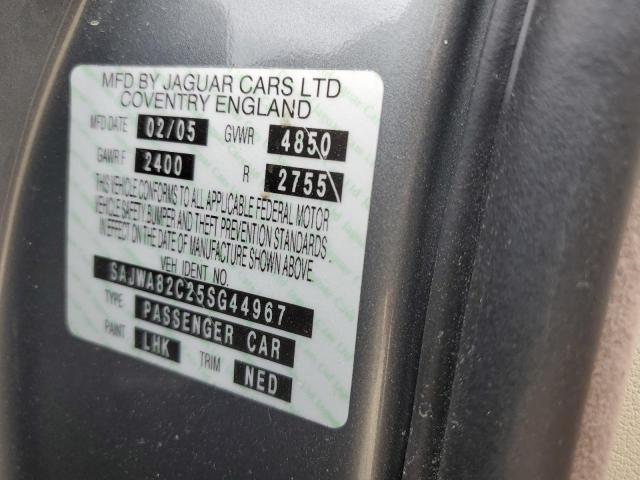 MFD BY JAGUAR CARS LTD
COVENTRY ENGLAND
MFD DATE 02/05 GVWR 4850
GAWR F 2400 R 2755
THIS VEHICLE CONFORMS TO ALL APPLICABLE FEDERAL MOTOR
VEHICLE SAFETY, BUMPER AND THEFT PREVENTION STANDARDS
IN EFFECT ON DATE OF MANUFACTURE SHOWN ABOVE.
VEH IDENT NO.
SAJWA82C25SG44967
TYPE PASSENGER CAR
PAINT LHK TRIM NED